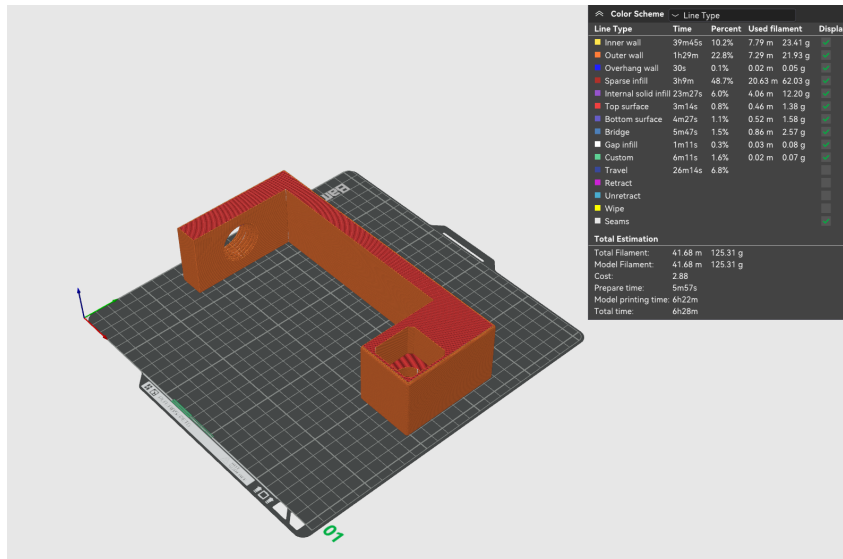 Color Scheme Line Type
Line Type Time Percent Used filament Displa
Inner wall 39m45s 10.2% 7.79 m 23.41 g
Outer wall 1h29m 22.8% 7.29 m 21.93 g
Overhang wall 30s 0.1% 0.02 m 0.05 g
Sparse infill 3h9m 48.7% 20.63 m 62.03 g
Internal solid infill 23m27s 6.0% 4.06 m 12.20 g
Top surface 3m14s 0.8% 0.46 m 1.38 g
Bottom surface 4m27s 1.1% 0.52 m 1.58 g
Bridge 5m47s 1.5% 0.86 m 2.57 g
Gap infill 1m11s 0.3% 0.03 m 0.08 g
Custom 6m11s 1.6% 0.02 m 0.07 g
Travel 26m14s 6.8%
Retract
Unretract
Wipe
Seams
Total Estimation
Total Filament: 41.68 m 125.31 g
Model Filament: 41.68 m 125.31 g
Cost: 2.88
Prepare time: 5m57s
Model printing time: 6h22m
Total time: 6h28m
Bam
01